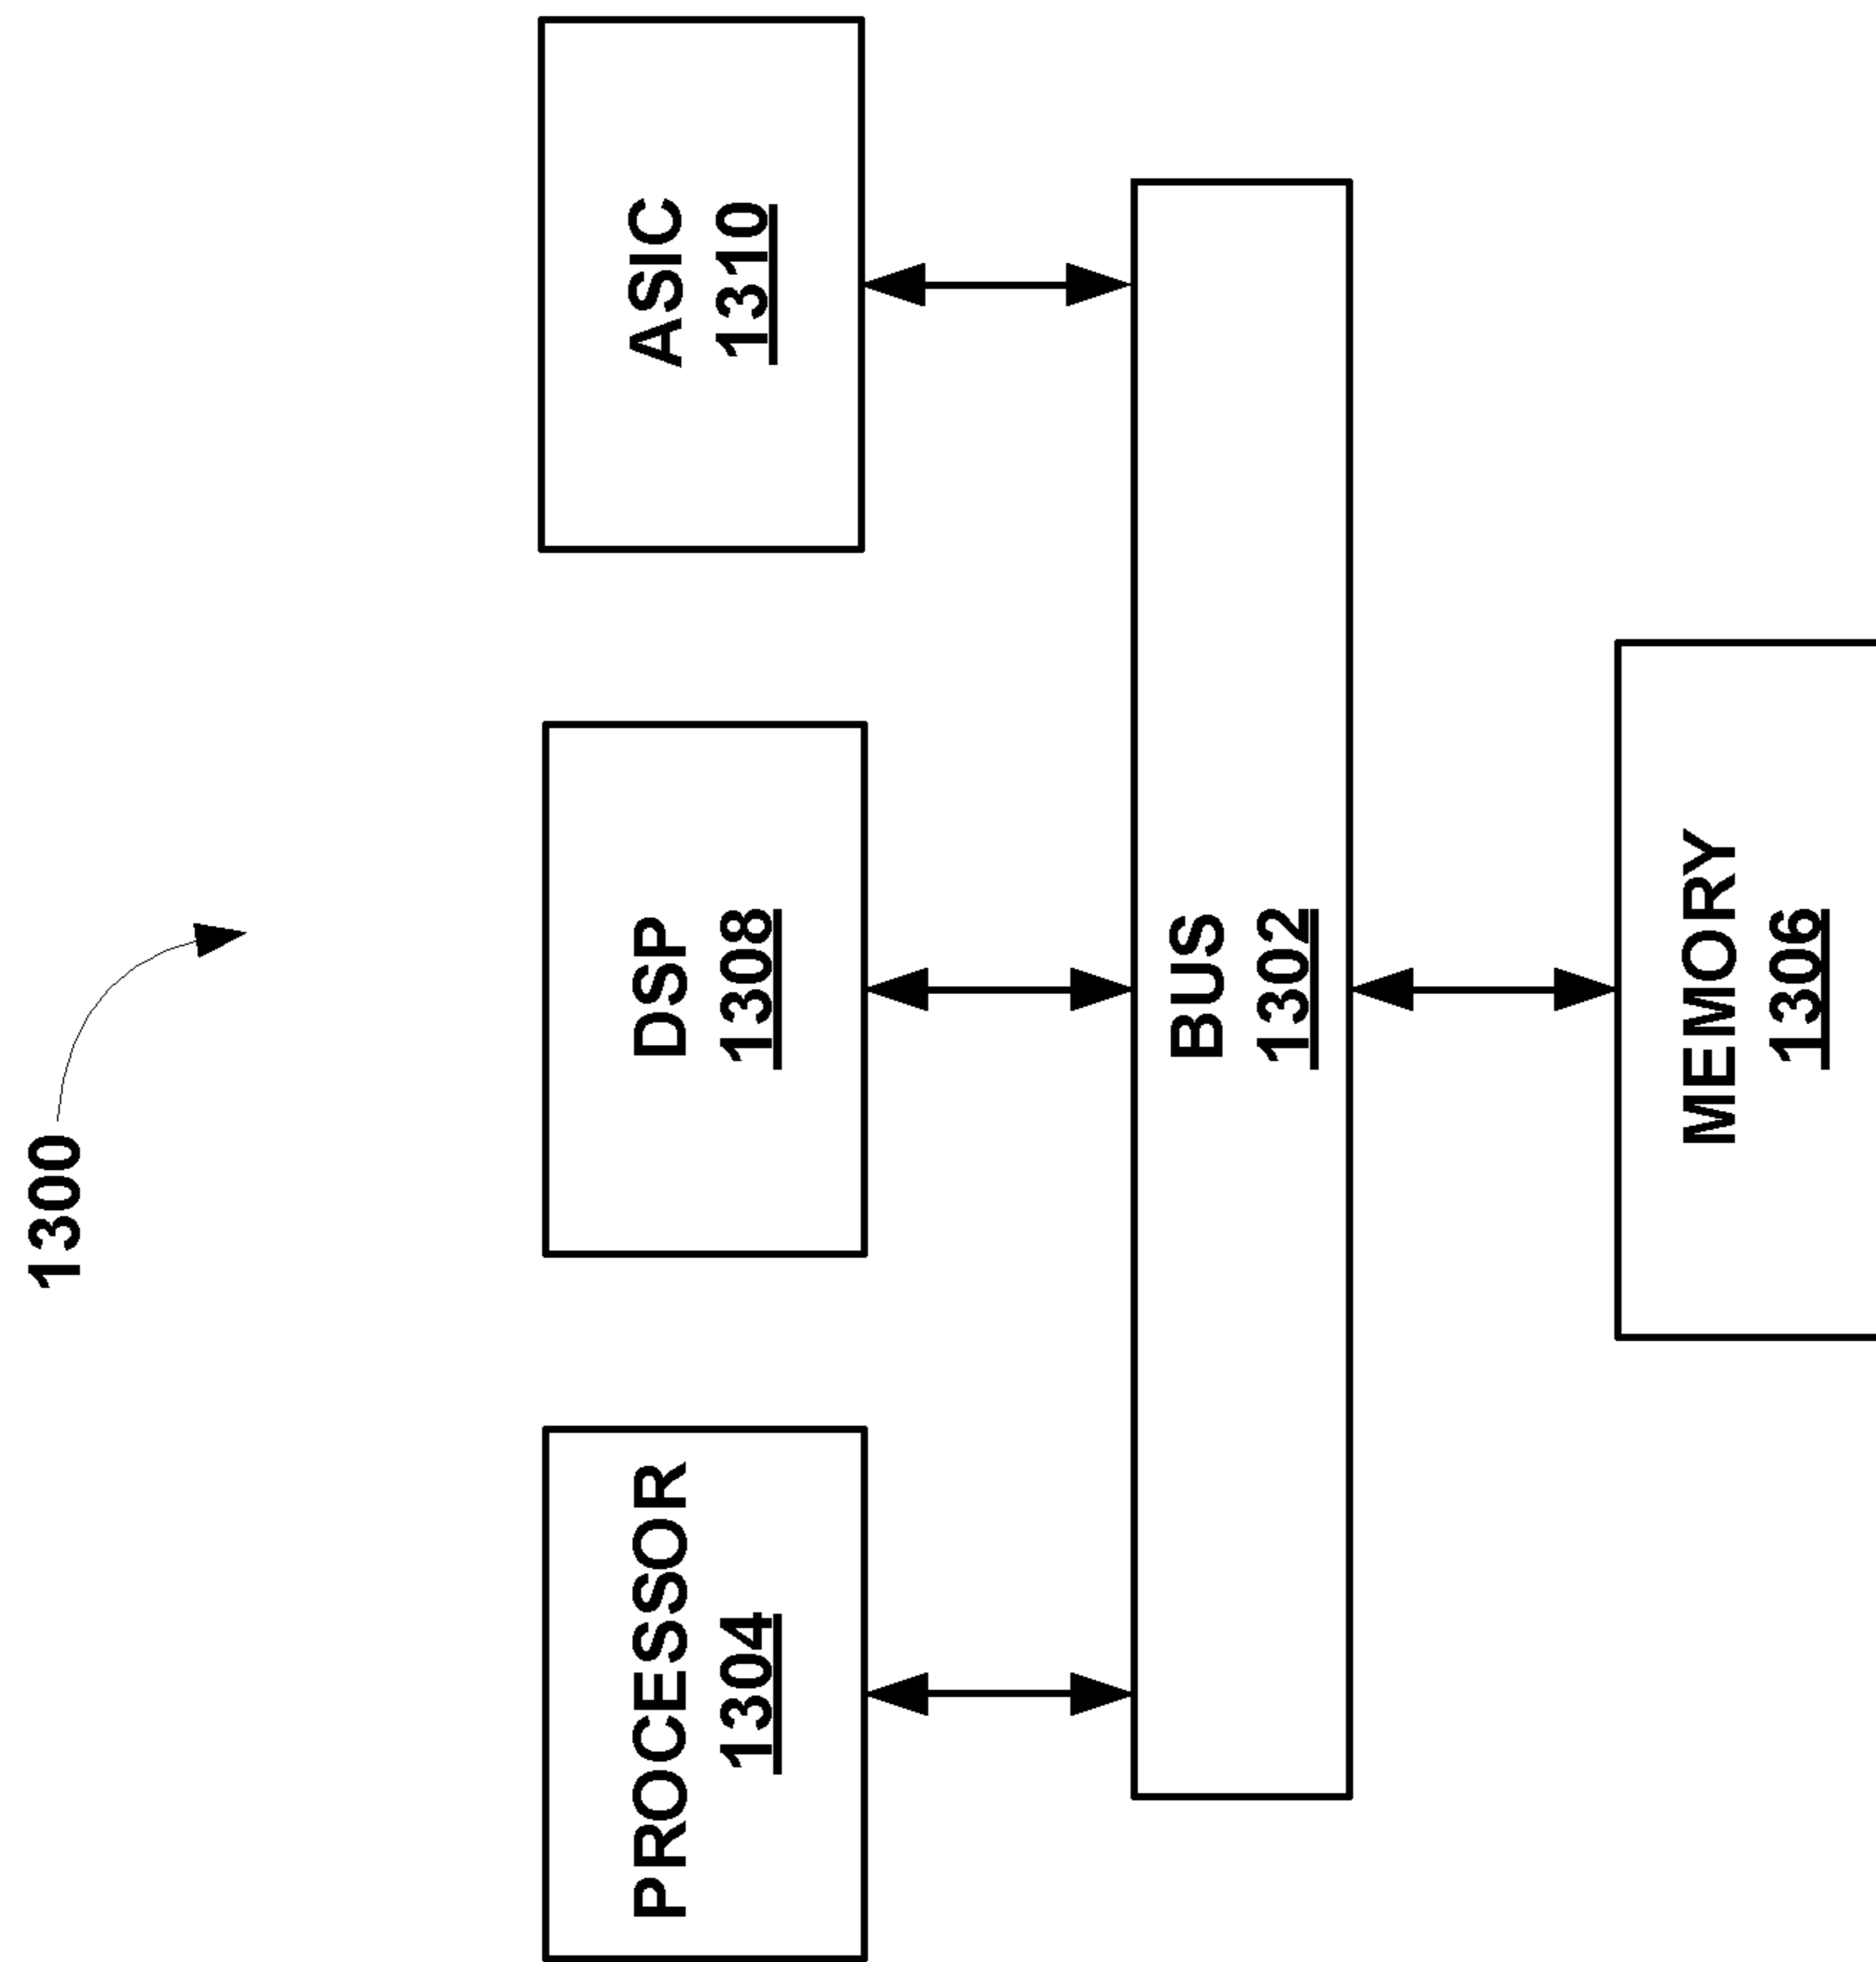 1300
PROCESSOR
1304
DSP
1308
ASIC
1310
BUS
1302
MEMORY
1306